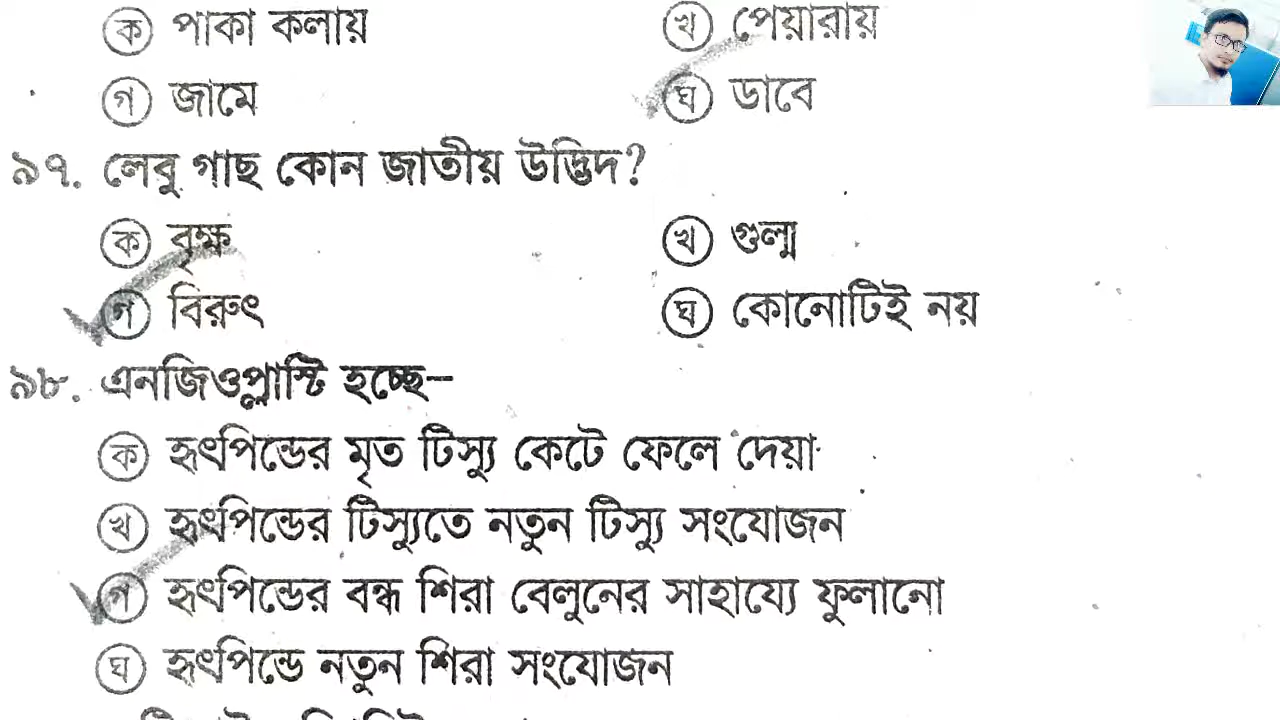 ক পাকা কলায় খ পেয়ারায়
গ জামে ঘ ডাবে
৯৭. লেবু গাছ কোন জাতীয় উদ্ভিদ?
ক বৃক্ষ খ গুল্ম
গ বিরুৎ ঘ কোনোটিই নয়
৯৮. এনজিওপ্লাস্টি হচ্ছে–
ক হৃৎপিন্ডের মৃত টিস্যু কেটে ফেলে দেয়া
খ হৃৎপিন্ডের টিস্যুতে নতুন টিস্যু সংযোজন
গ হৃৎপিন্ডের বন্ধ শিরা বেলুনের সাহায্যে ফুলানো
ঘ হৃৎপিন্ডে নতুন শিরা সংযোজন